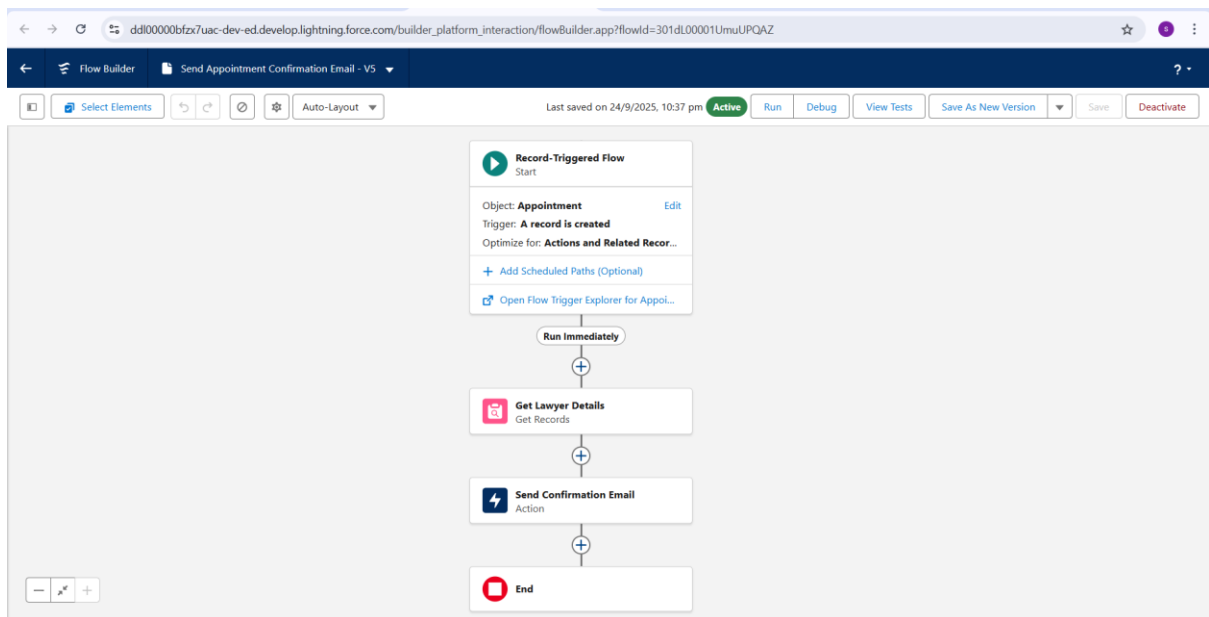 ddl00000bfzx7uac-dev-ed.develop.lightning.force.com/builder_platform_interaction/flowBuilder.app?flowId=301dL00001UmuUPQAZ
S
Flow Builder Send Appointment Confirmation Email - V5 ?
Select Elements Auto-Layout Last saved on 24/9/2025, 10:37 pm Active Run Debug View Tests Save As New Version Save Deactivate
Record-Triggered Flow
Start
Object: Appointment Edit
Trigger: A record is created
Optimize for: Actions and Related Recor...
+ Add Scheduled Paths (Optional)
Open Flow Trigger Explorer for Appoi...
Run Immediately
Get Lawyer Details
Get Records
Send Confirmation Email
Action
End